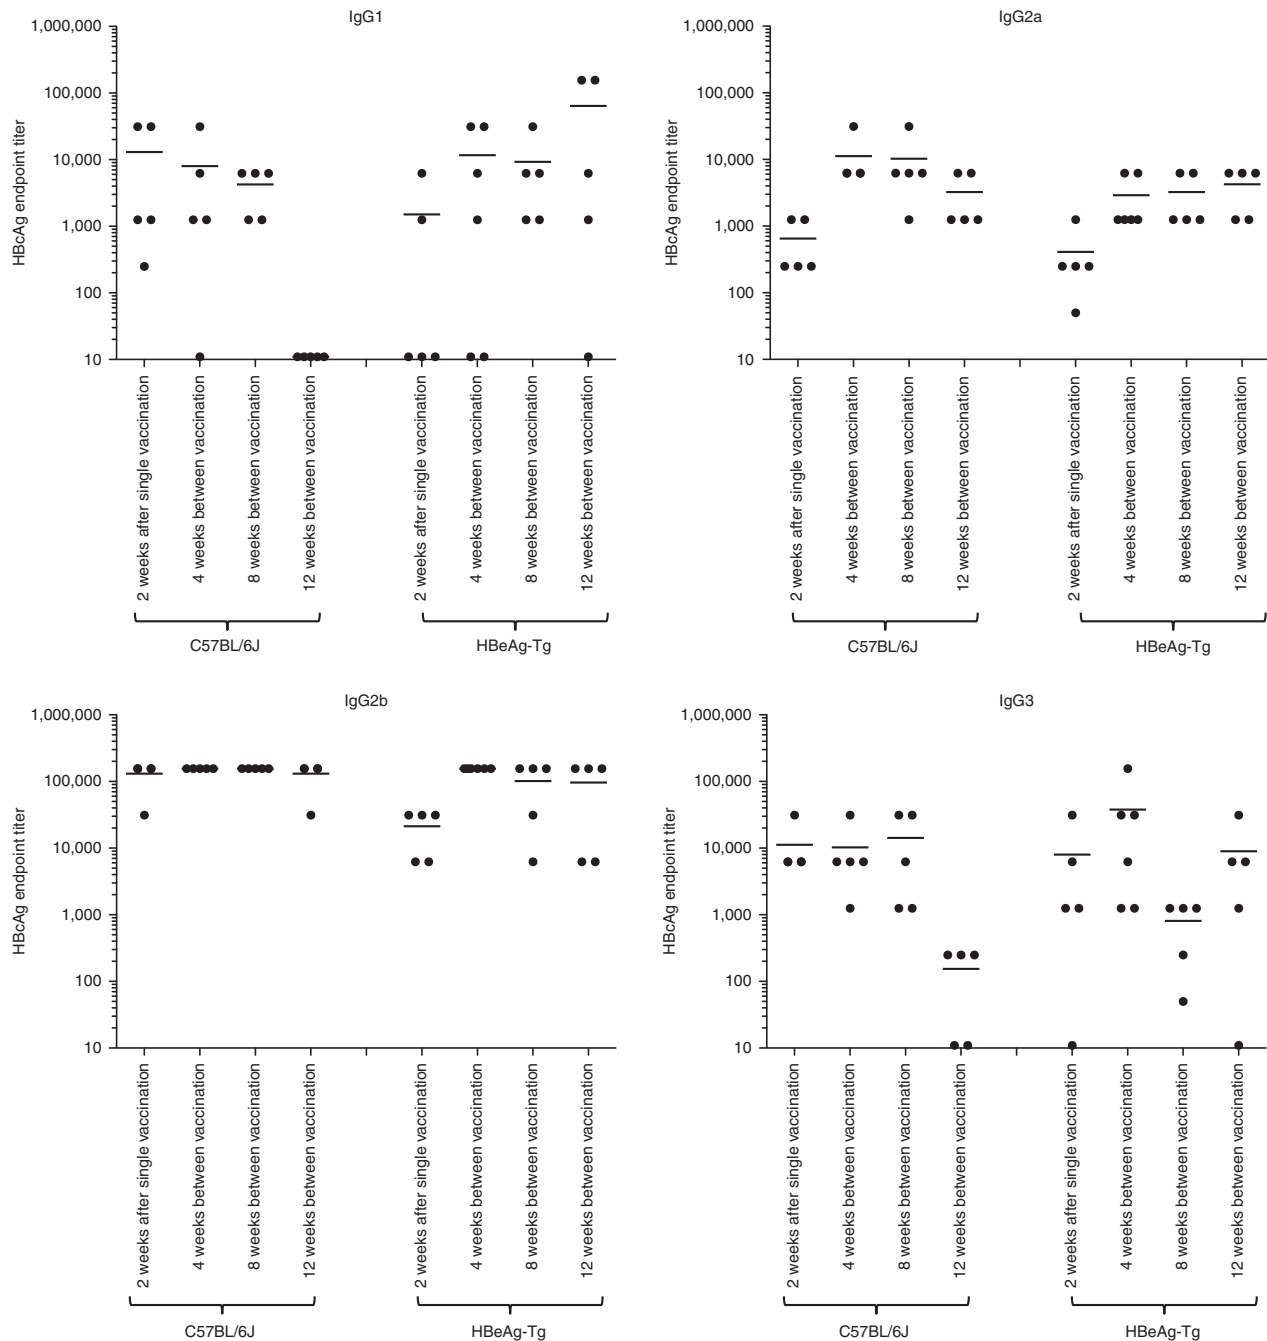 IgG1
1,000,000
100,000
10,000
1,000
100
10
HBcAg endpoint titer
2 weeks after single vaccination
4 weeks between vaccination
8 weeks between vaccination
12 weeks between vaccination
2 weeks after single vaccination
4 weeks between vaccination
8 weeks between vaccination
12 weeks between vaccination
C57BL/6J
HBeAg-Tg
IgG2a
1,000,000
100,000
10,000
1,000
100
10
HBcAg endpoint titer
2 weeks after single vaccination
4 weeks between vaccination
8 weeks between vaccination
12 weeks between vaccination
2 weeks after single vaccination
4 weeks between vaccination
8 weeks between vaccination
12 weeks between vaccination
C57BL/6J
HBeAg-Tg
IgG2b
1,000,000
100,000
10,000
1,000
100
10
HBcAg endpoint titer
2 weeks after single vaccination
4 weeks between vaccination
8 weeks between vaccination
12 weeks between vaccination
2 weeks after single vaccination
4 weeks between vaccination
8 weeks between vaccination
12 weeks between vaccination
C57BL/6J
HBeAg-Tg
IgG3
1,000,000
100,000
10,000
1,000
100
10
HBcAg endpoint titer
2 weeks after single vaccination
4 weeks between vaccination
8 weeks between vaccination
12 weeks between vaccination
2 weeks after single vaccination
4 weeks between vaccination
8 weeks between vaccination
12 weeks between vaccination
C57BL/6J
HBeAg-Tg